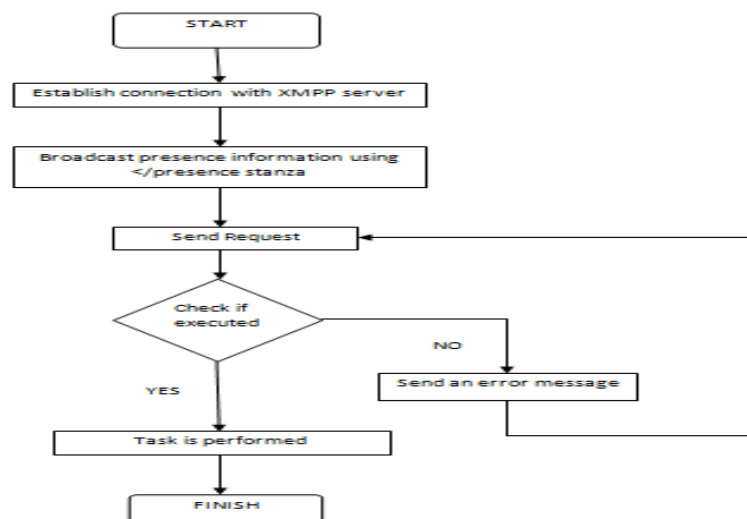 START
Establish connection with XMPP server
Broadcast presence information using
</presence stanza
Send Request
Check if
executed
NO
Send an error message
YES
Task is performed
FINISH